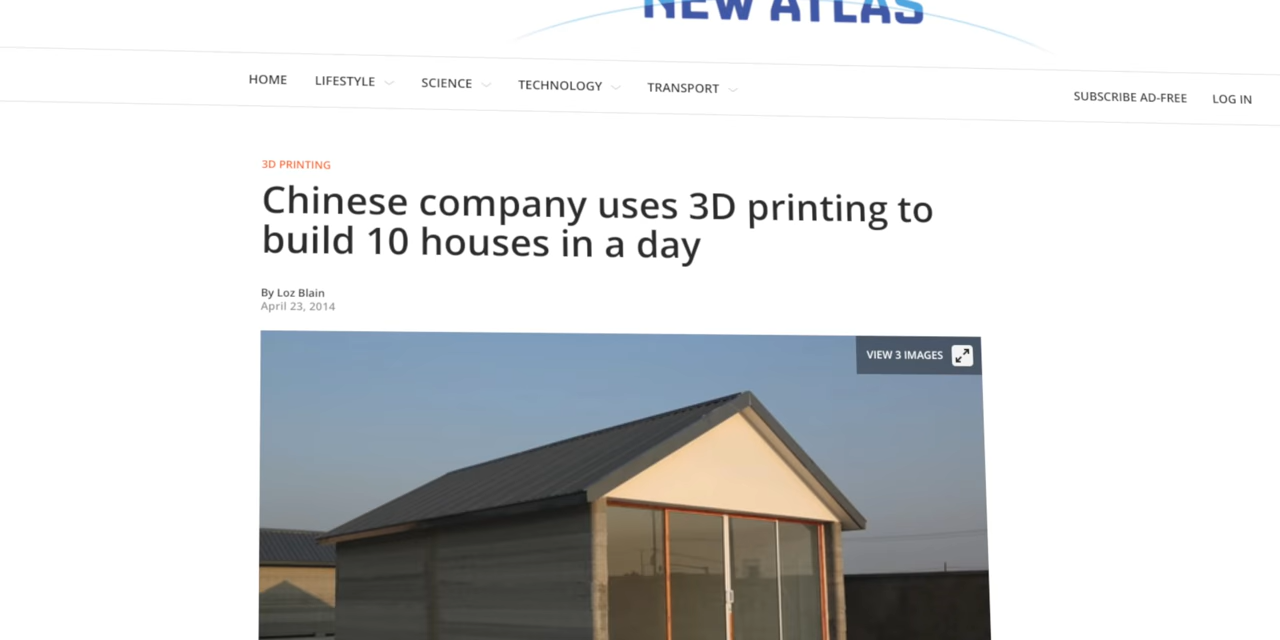 NEW ATLAS
HOME LIFESTYLE SCIENCE TECHNOLOGY TRANSPORT SUBSCRIBE AD-FREE LOG IN
3D PRINTING
Chinese company uses 3D printing to
build 10 houses in a day
By Loz Blain
April 23, 2014
VIEW 3 IMAGES